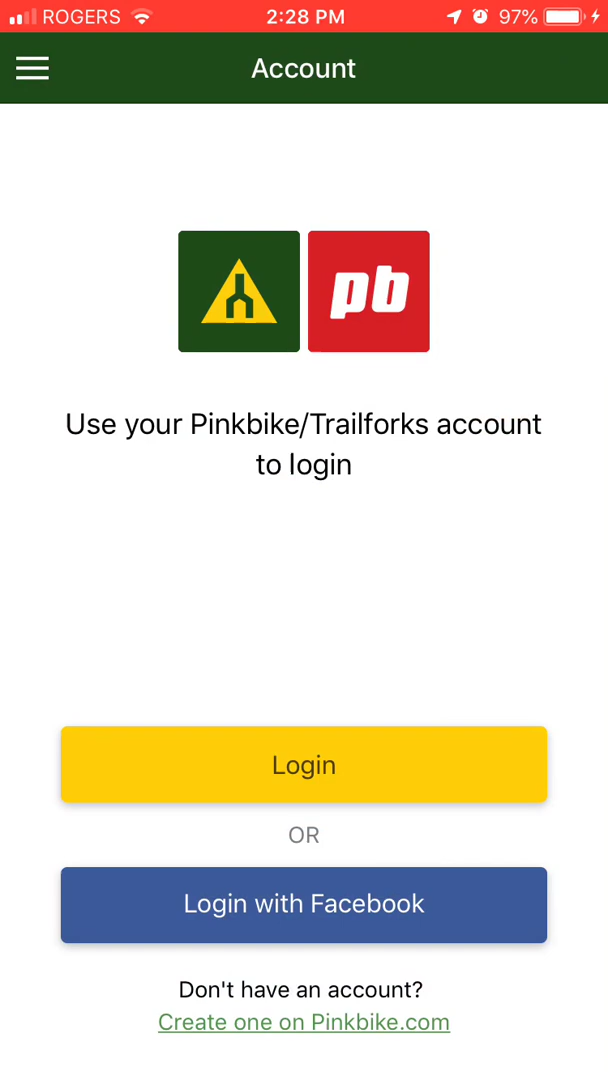 ROGERS 2:28 PM 97%
Account
pb
Use your Pinkbike/Trailforks account
to login
Login
OR
Login with Facebook
Don't have an account?
Create one on Pinkbike.com